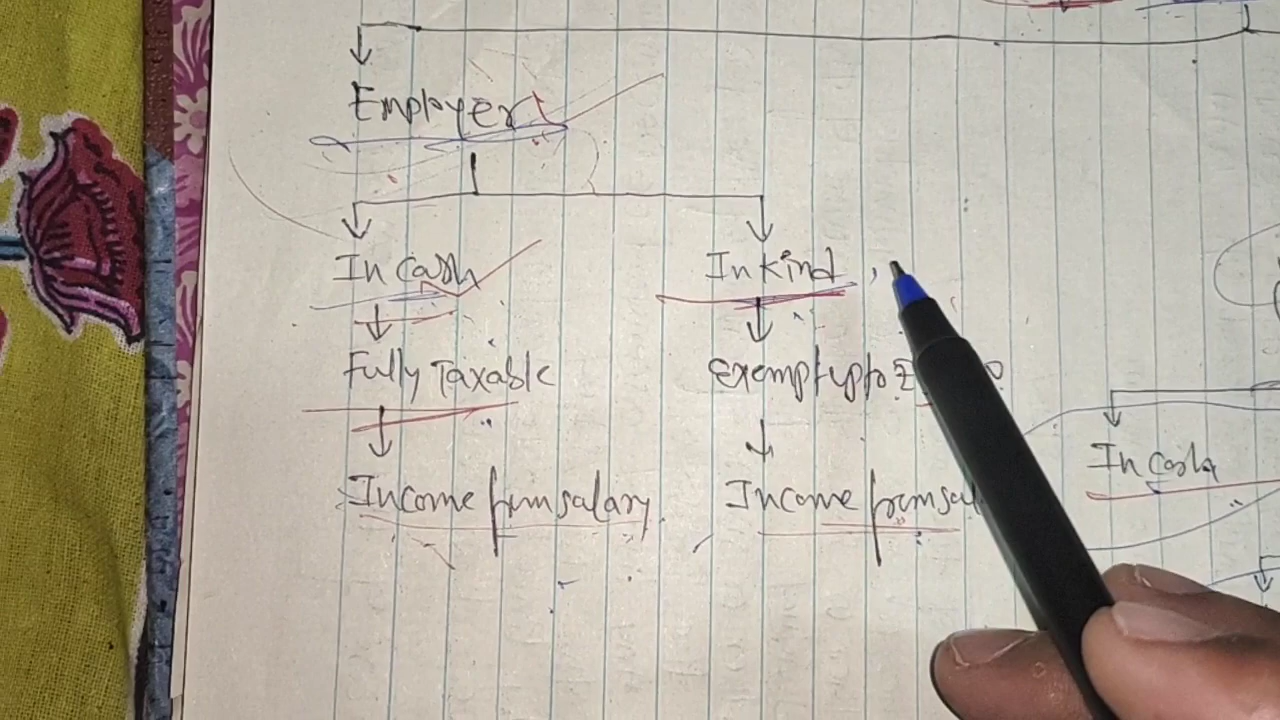 Employer
In cash
In kind
Fully Taxable
Exempt upto ₹
Income from salary
Income from sal
In cash